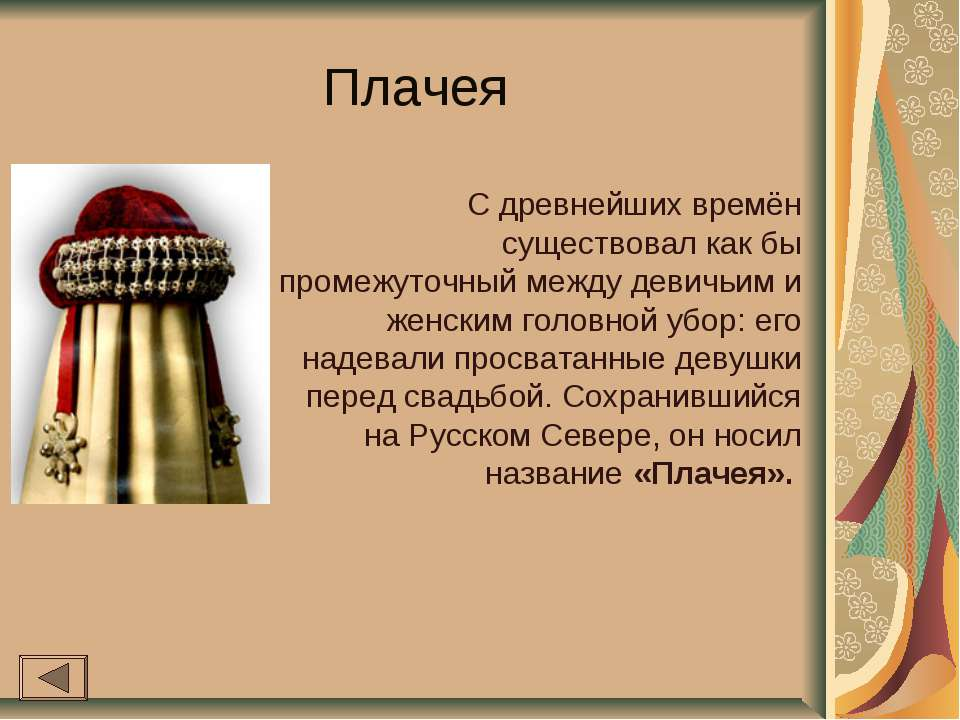 Плачея
С древнейших времён
существовал как бы
промежуточный между девичьим и
женским головной убор: его
надевали просватанные девушки
перед свадьбой. Сохранившийся
на Русском Севере, он носил
название «Плачея».